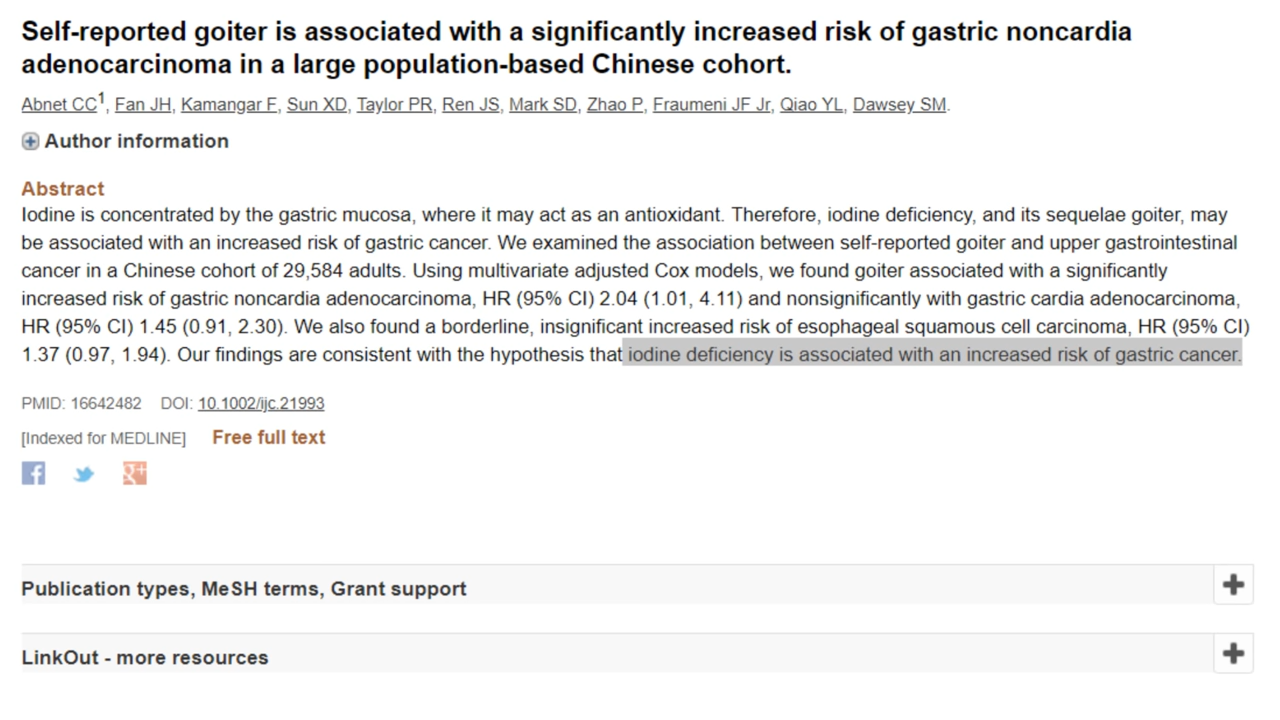 Self-reported goiter is associated with a significantly increased risk of gastric noncardia
adenocarcinoma in a large population-based Chinese cohort.
Abnet CC1, Fan JH, Kamangar F, Sun XD, Taylor PR, Ren JS, Mark SD, Zhao P, Fraumeni JF Jr, Qiao YL, Dawsey SM.
Author information
Abstract
Iodine is concentrated by the gastric mucosa, where it may act as an antioxidant. Therefore, iodine deficiency, and its sequelae goiter, may
be associated with an increased risk of gastric cancer. We examined the association between self-reported goiter and upper gastrointestinal
cancer in a Chinese cohort of 29,584 adults. Using multivariate adjusted Cox models, we found goiter associated with a significantly
increased risk of gastric noncardia adenocarcinoma, HR (95% CI) 2.04 (1.01, 4.11) and nonsignificantly with gastric cardia adenocarcinoma,
HR (95% CI) 1.45 (0.91, 2.30). We also found a borderline, insignificant increased risk of esophageal squamous cell carcinoma, HR (95% CI)
1.37 (0.97, 1.94). Our findings are consistent with the hypothesis that iodine deficiency is associated with an increased risk of gastric cancer.
PMID: 16642482 DOI: 10.1002/ijc.21993
[Indexed for MEDLINE] Free full text
f g+
Publication types, MeSH terms, Grant support
LinkOut - more resources